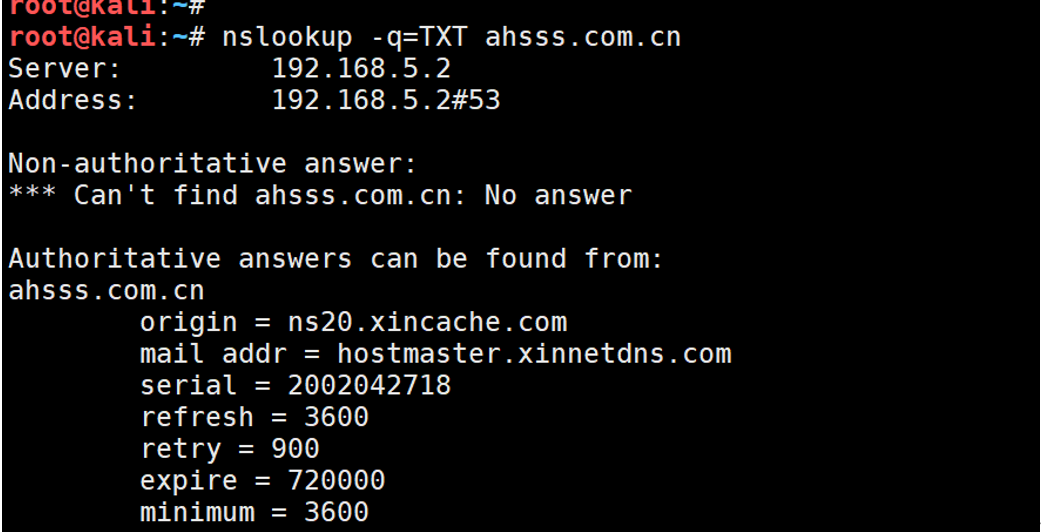 root@kali:~#
root@kali:~# nslookup -q=TXT ahsss.com.cn
Server:         192.168.5.2
Address:        192.168.5.2#53
Non-authoritative answer:
*** Can't find ahsss.com.cn: No answer
Authoritative answers can be found from:
ahsss.com.cn
        origin = ns20.xincache.com
        mail addr = hostmaster.xinnetdns.com
        serial = 2002042718
        refresh = 3600
        retry = 900
        expire = 720000
        minimum = 3600